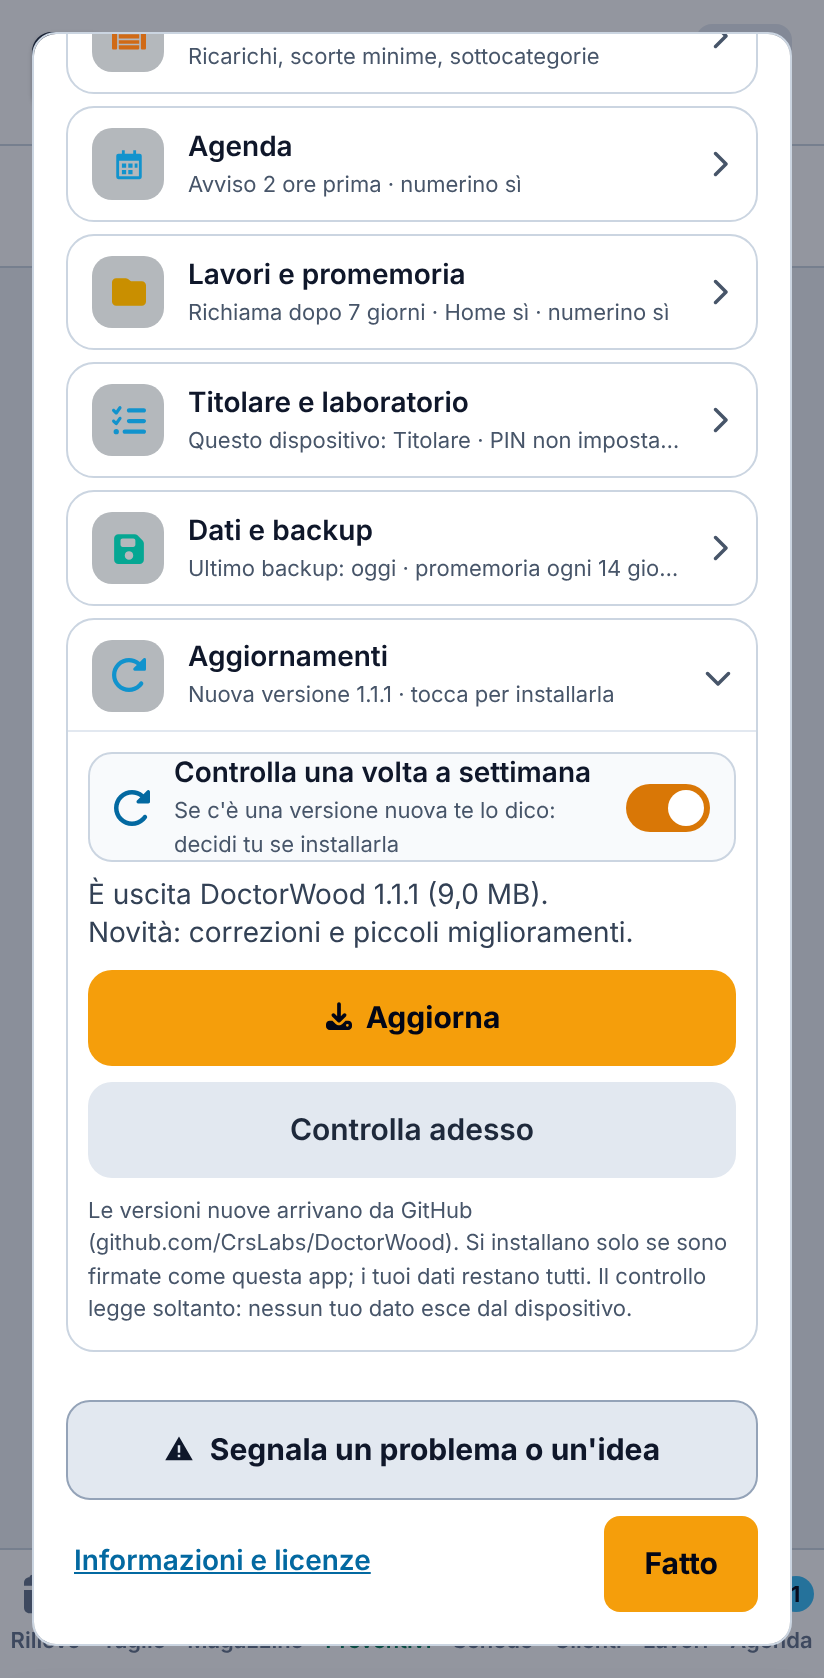 Ricarichi, scorte minime, sottocategorie
Agenda
Avviso 2 ore prima · numerino sì
Lavori e promemoria
Richiama dopo 7 giorni · Home sì · numerino sì
Titolare e laboratorio
Questo dispositivo: Titolare · PIN non imposta...
Dati e backup
Ultimo backup: oggi · promemoria ogni 14 gio...
Aggiornamenti
Nuova versione 1.1.1 · tocca per installarla
Controlla una volta a settimana
Se c'è una versione nuova te lo dico:
decidi tu se installarla
È uscita DoctorWood 1.1.1 (9,0 MB).
Novità: correzioni e piccoli miglioramenti.
Aggiorna
Controlla adesso
Le versioni nuove arrivano da GitHub
(github.com/CrsLabs/DoctorWood). Si installano solo se sono
firmate come questa app; i tuoi dati restano tutti. Il controllo
legge soltanto: nessun tuo dato esce dal dispositivo.
Segnala un problema o un'idea
Informazioni e licenze
Fatto
1